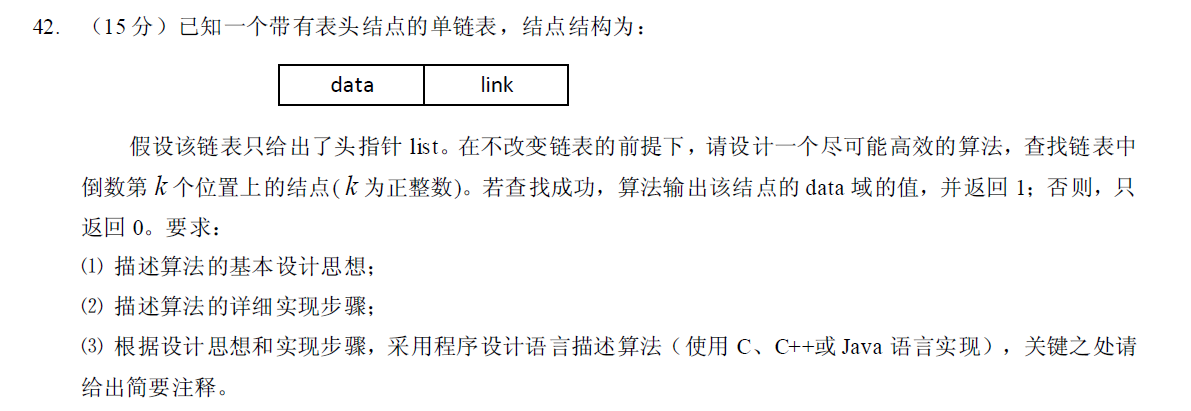 42. （15 分）已知一个带有表头结点的单链表，结点结构为：
data link
假设该链表只给出了头指针 list。在不改变链表的前提下，请设计一个尽可能高效的算法，查找链表中
倒数第 k 个位置上的结点( k 为正整数)。若查找成功，算法输出该结点的 data 域的值，并返回 1；否则，只
返回 0。要求：
⑴ 描述算法的基本设计思想；
⑵ 描述算法的详细实现步骤；
⑶ 根据设计思想和实现步骤，采用程序设计语言描述算法（使用 C、C++或 Java 语言实现），关键之处请
给出简要注释。